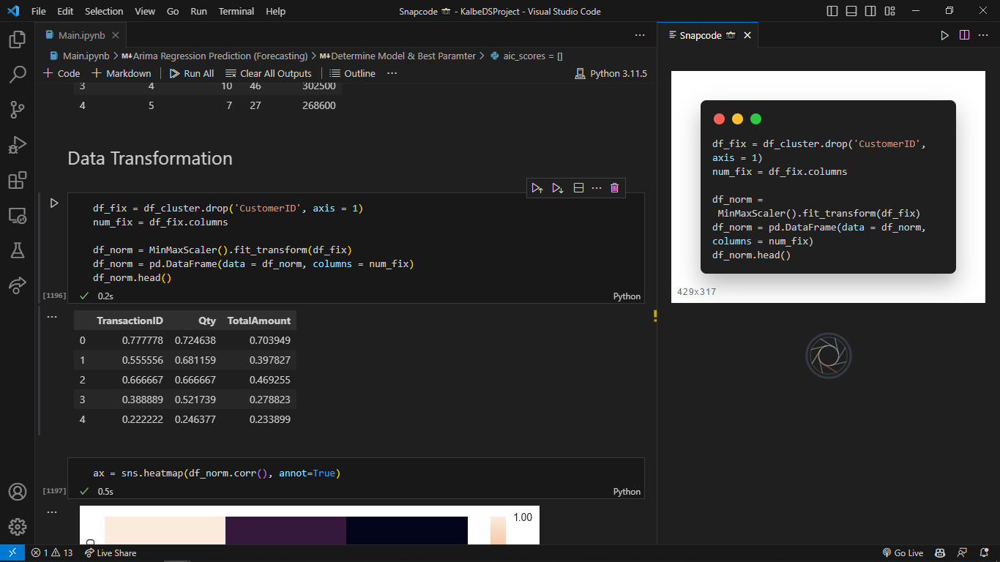 File Edit Selection View Go Run Terminal Help
Snapcode 📸 - KalbeDSProject - Visual Studio Code
Main.ipynb
Main.ipynb > M↓Arima Regression Prediction (Forecasting) > M↓Determine Model & Best Paramter > aic_scores = []
+ Code + Markdown | Run All Clear All Outputs | Outline ...
Python 3.11.5
3 4 10 46 302500
4 5 7 27 268600
Data Transformation
df_fix = df_cluster.drop('CustomerID', axis = 1)
num_fix = df_fix.columns
df_norm = MinMaxScaler().fit_transform(df_fix)
df_norm = pd.DataFrame(data = df_norm, columns = num_fix)
df_norm.head()
[1196] ✓ 0.2s Python
... TransactionID Qty TotalAmount
0 0.777778 0.724638 0.703949
1 0.555556 0.681159 0.397827
2 0.666667 0.666667 0.469255
3 0.388889 0.521739 0.278823
4 0.222222 0.246377 0.233899
ax = sns.heatmap(df_norm.corr(), annot=True)
[1197] ✓ 0.5s Python
...
1.00
Snapcode 📸
df_fix = df_cluster.drop('CustomerID',
axis = 1)
num_fix = df_fix.columns
df_norm =
MinMaxScaler().fit_transform(df_fix)
df_norm = pd.DataFrame(data = df_norm,
columns = num_fix)
df_norm.head()
429x317
1 13 Live Share
Go Live